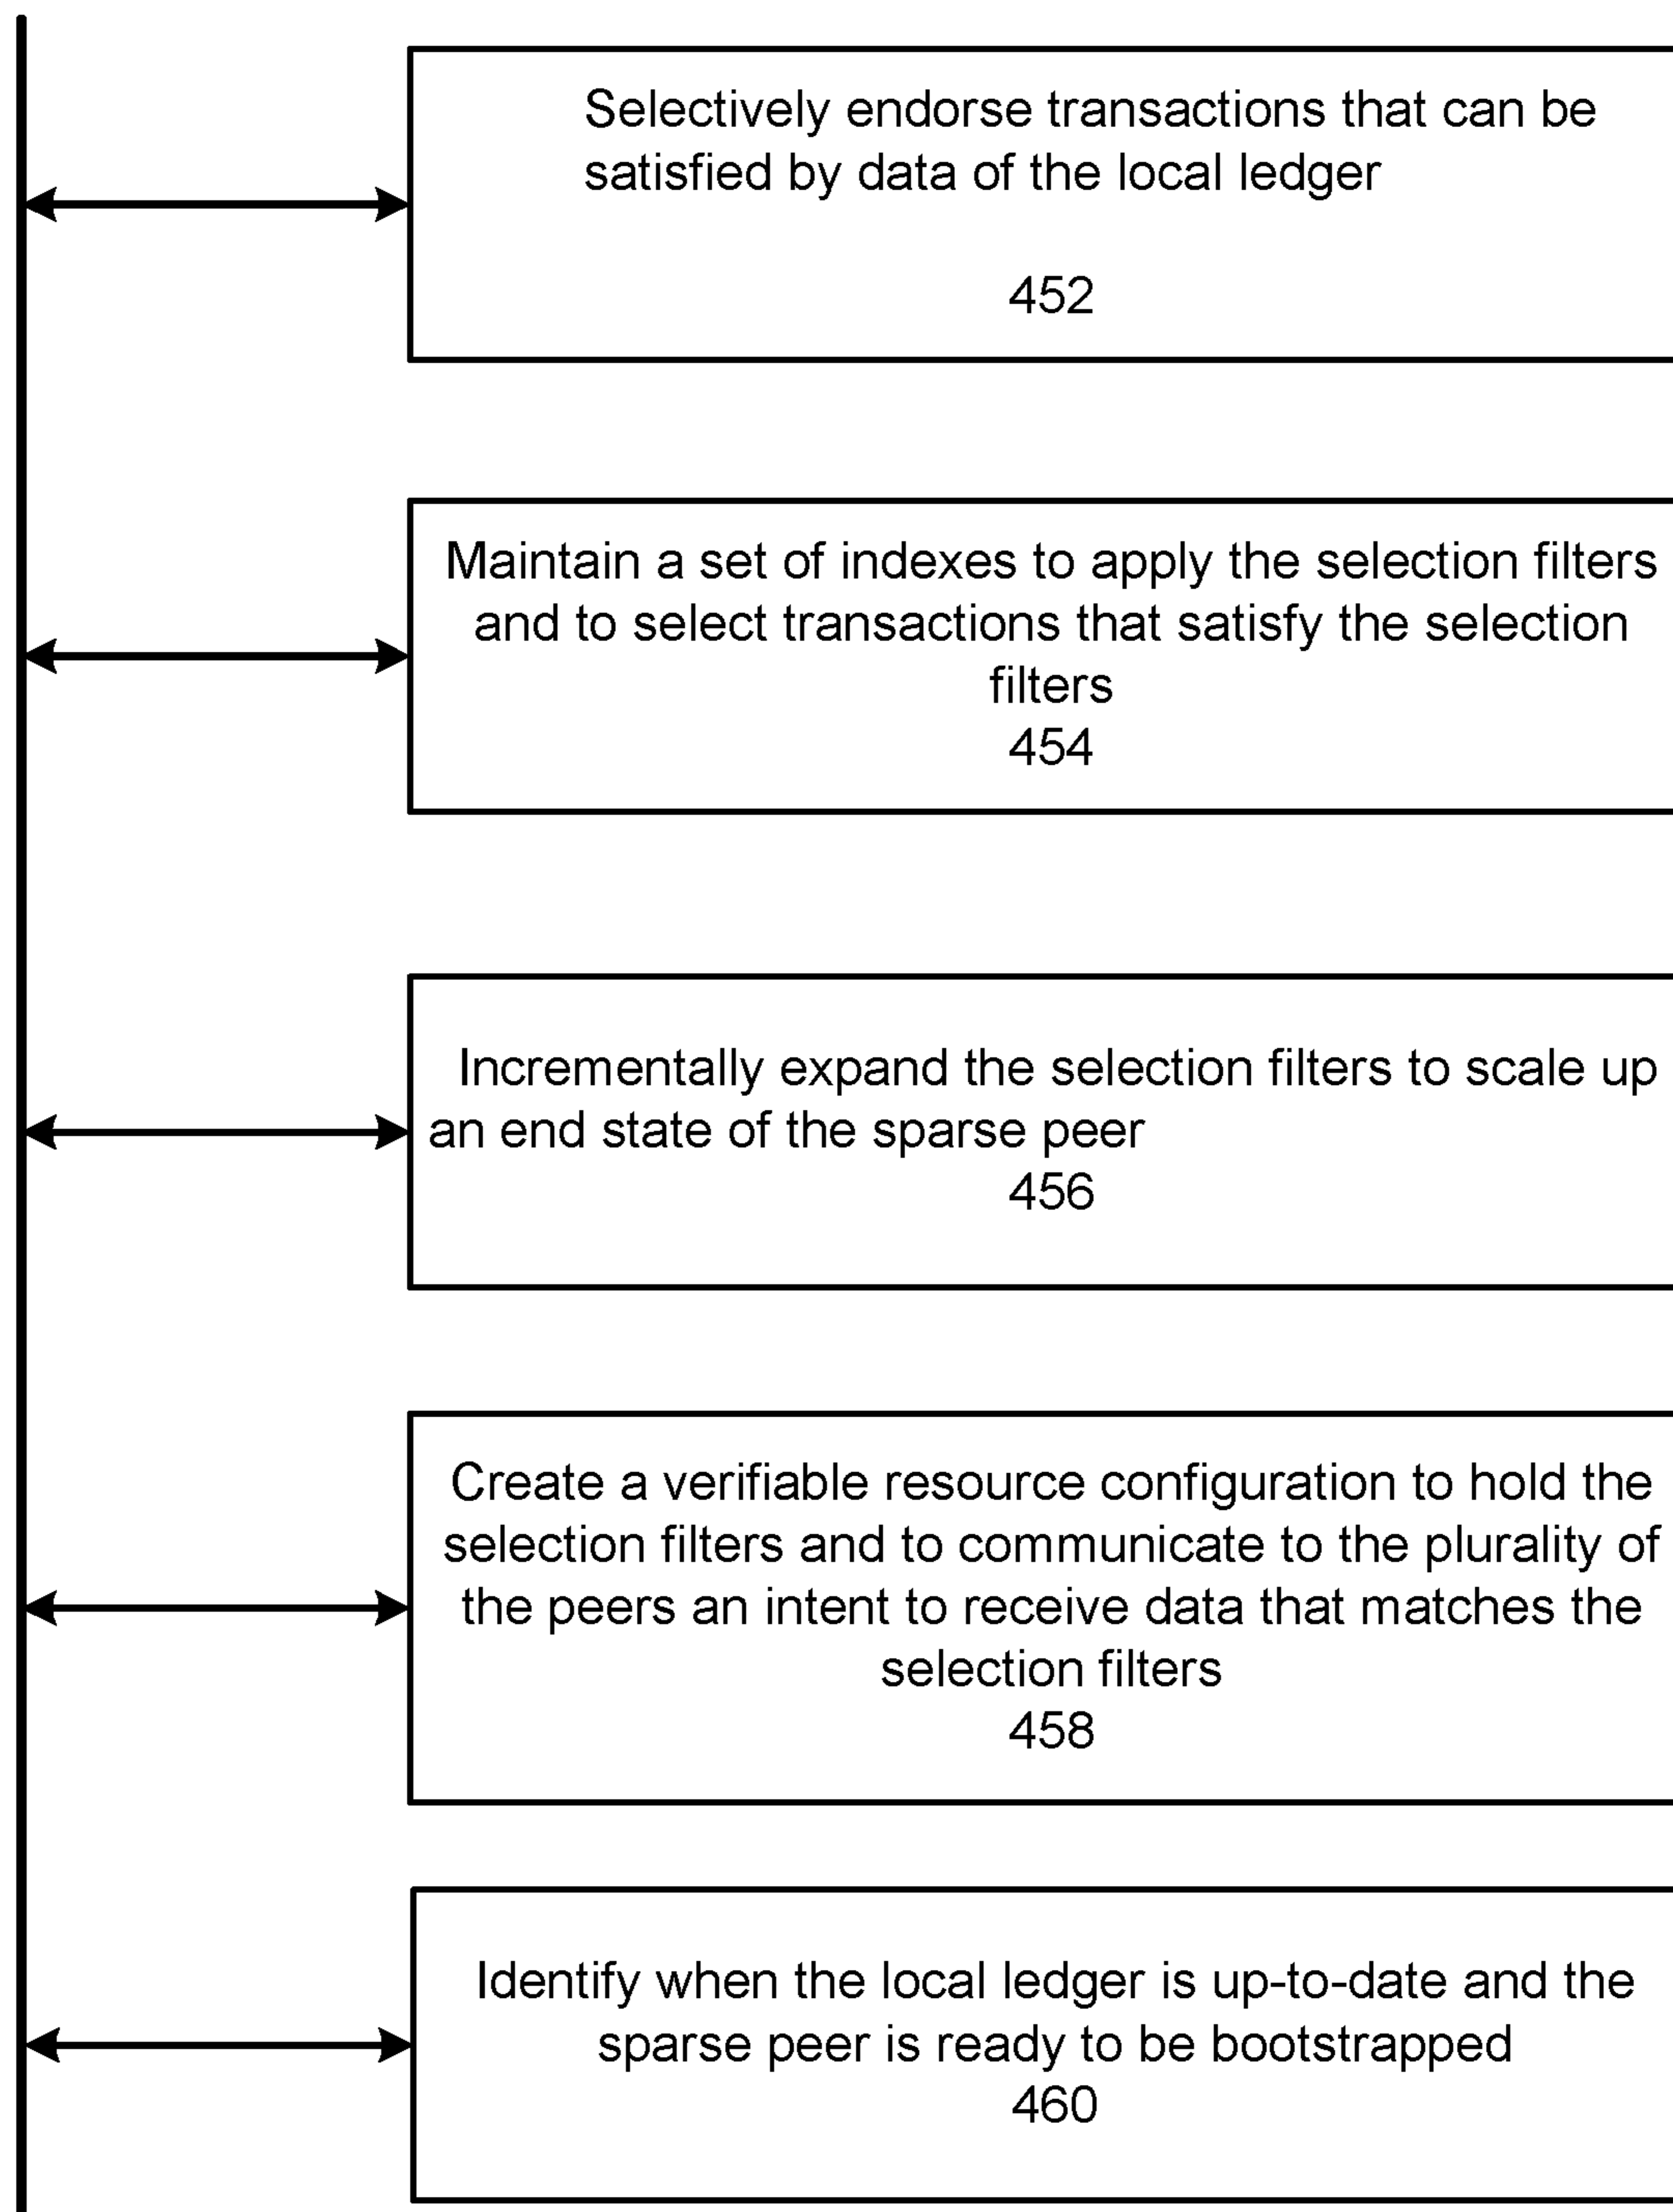 Selectively endorse transactions that can be
satisfied by data of the local ledger
452
Maintain a set of indexes to apply the selection filters
and to select transactions that satisfy the selection
filters
454
Incrementally expand the selection filters to scale up
an end state of the sparse peer
456
Create a verifiable resource configuration to hold the
selection filters and to communicate to the plurality of
the peers an intent to receive data that matches the
selection filters
458
Identify when the local ledger is up-to-date and the
sparse peer is ready to be bootstrapped
460